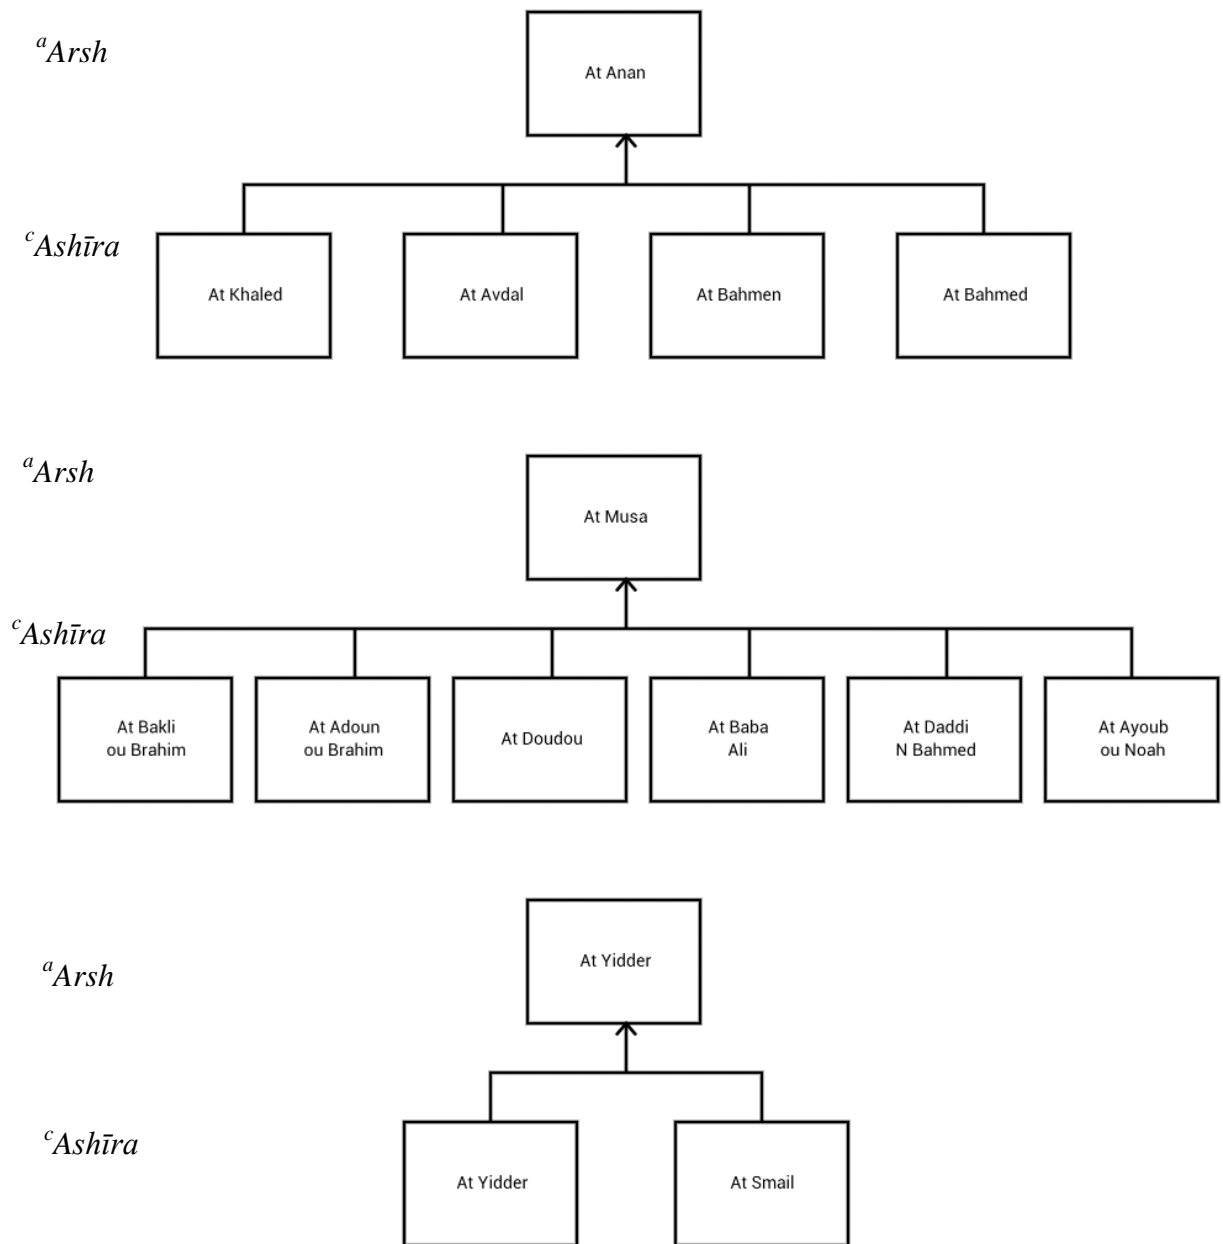 ᵃArsh
At Anan
ᶜAshīra
At Khaled
At Avdal
At Bahmen
At Bahmed
ᵃArsh
At Musa
ᶜAshīra
At Bakli
ou Brahim
At Adoun
ou Brahim
At Doudou
At Baba
Ali
At Daddi
N Bahmed
At Ayoub
ou Noah
ᵃArsh
At Yidder
ᶜAshīra
At Yidder
At Smail